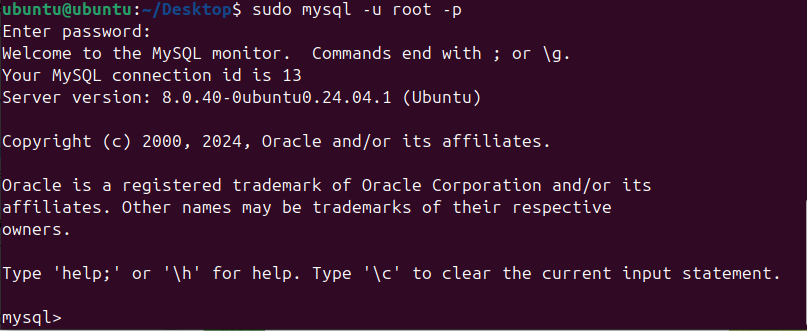 ubuntu@ubuntu:~/Desktop$ sudo mysql -u root -p
Enter password:
Welcome to the MySQL monitor.  Commands end with ; or \g.
Your MySQL connection id is 13
Server version: 8.0.40-0ubuntu0.24.04.1 (Ubuntu)

Copyright (c) 2000, 2024, Oracle and/or its affiliates.

Oracle is a registered trademark of Oracle Corporation and/or its
affiliates. Other names may be trademarks of their respective
owners.

Type 'help;' or '\h' for help. Type '\c' to clear the current input statement.

mysql>